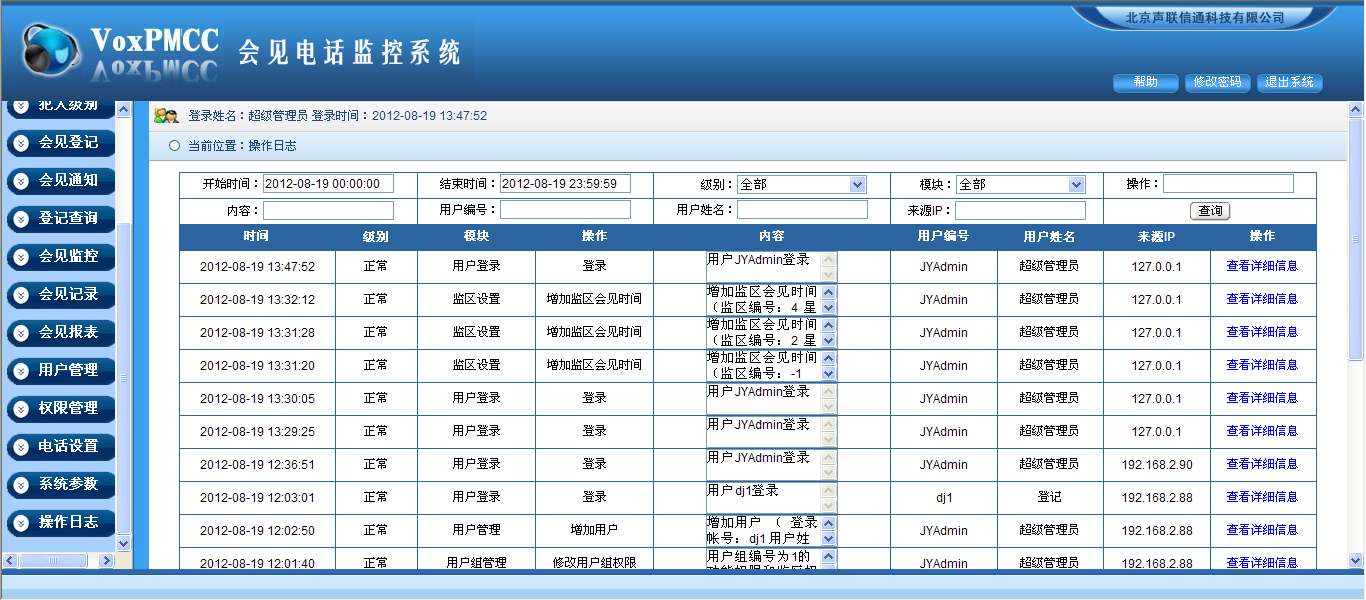 北京声联信通科技有限公司
VoxPMCC 会见电话监控系统
帮助 修改密码 退出系统
犯人级别
会见登记
会见通知
登记查询
会见监控
会见记录
会见报表
用户管理
权限管理
电话设置
系统参数
操作日志
登录姓名：超级管理员 登录时间：2012-08-19 13:47:52
当前位置：操作日志
开始时间：2012-08-19 00:00:00 结束时间：2012-08-19 23:59:59 级别：全部 模块：全部 操作：
内容： 用户编号： 用户姓名： 来源IP： 查询
时间 级别 模块 操作 内容 用户编号 用户姓名 来源IP 操作
2012-08-19 13:47:52 正常 用户登录 登录 用户JYAdmin登录 JYAdmin 超级管理员 127.0.0.1 查看详细信息
2012-08-19 13:32:12 正常 监区设置 增加监区会见时间 增加监区会见时间（监区编号：4 星 JYAdmin 超级管理员 127.0.0.1 查看详细信息
2012-08-19 13:31:28 正常 监区设置 增加监区会见时间 增加监区会见时间（监区编号：2 星 JYAdmin 超级管理员 127.0.0.1 查看详细信息
2012-08-19 13:31:20 正常 监区设置 增加监区会见时间 增加监区会见时间（监区编号：-1 JYAdmin 超级管理员 127.0.0.1 查看详细信息
2012-08-19 13:30:05 正常 用户登录 登录 用户JYAdmin登录 JYAdmin 超级管理员 127.0.0.1 查看详细信息
2012-08-19 13:29:25 正常 用户登录 登录 用户JYAdmin登录 JYAdmin 超级管理员 127.0.0.1 查看详细信息
2012-08-19 12:36:51 正常 用户登录 登录 用户JYAdmin登录 JYAdmin 超级管理员 192.168.2.90 查看详细信息
2012-08-19 12:03:01 正常 用户登录 登录 用户dj1登录 dj1 登记 192.168.2.88 查看详细信息
2012-08-19 12:02:50 正常 用户管理 增加用户 增加用户 （ 登录帐号：dj1用户姓 JYAdmin 超级管理员 192.168.2.88 查看详细信息
2012-08-19 12:01:40 正常 用户组管理 修改用户组权限 用户组编号为1的 JYAdmin 超级管理员 192.168.2.88 查看详细信息